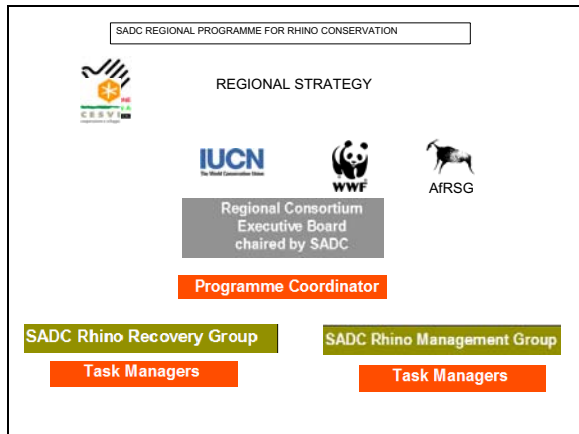 SADC REGIONAL PROGRAMME FOR RHINO CONSERVATION
REGIONAL STRATEGY
CESVI
IUCN
The World Conservation Union
WWF
AfRSG
Regional Consortium
Executive Board
chaired by SADC
Programme Coordinator
SADC Rhino Recovery Group
SADC Rhino Management Group
Task Managers
Task Managers